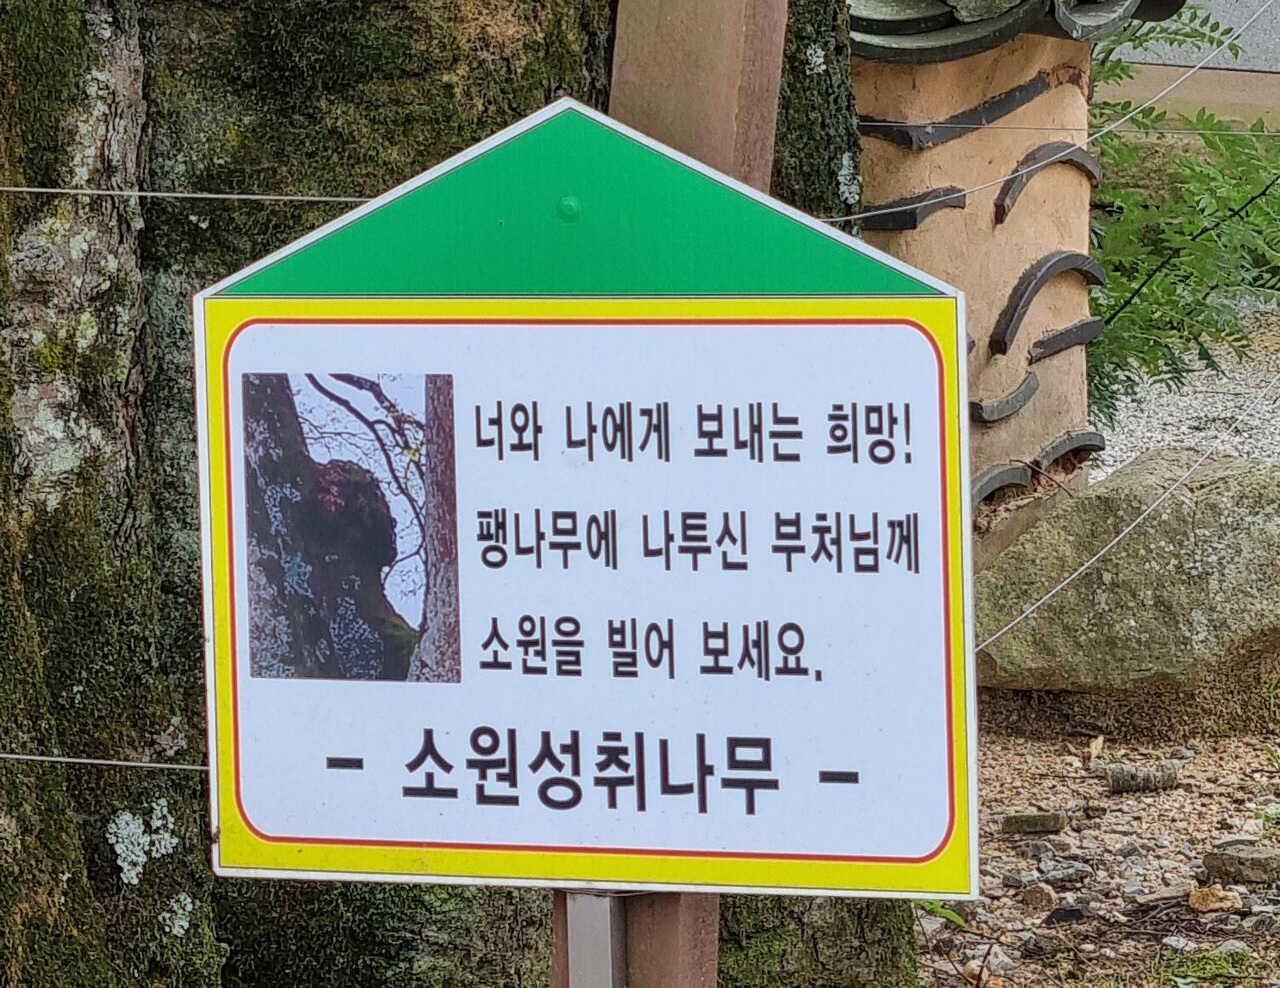 너와 나에게 보내는 희망!
팽나무에 나투신 부처님께
소원을 빌어 보세요.
- 소원성취나무 -